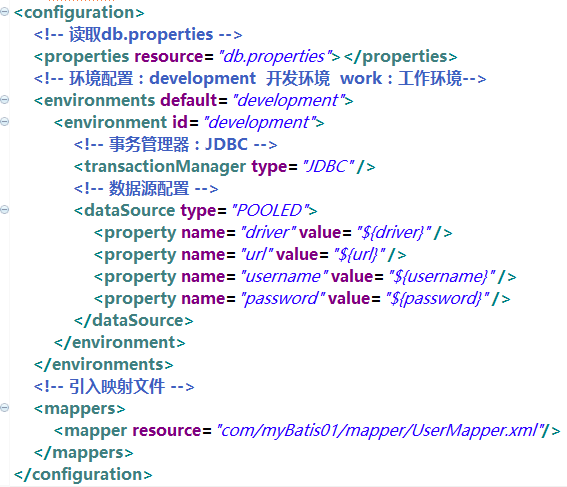 <configuration>
<!-- 读取db.properties -->
<properties resource="db.properties"></properties>
<!-- 环境配置：development 开发环境 work：工作环境-->
<environments default="development">
<environment id="development">
<!-- 事务管理器：JDBC -->
<transactionManager type="JDBC"/>
<!-- 数据源配置 -->
<dataSource type="POOLED">
<property name="driver" value="${driver}"/>
<property name="url" value="${url}"/>
<property name="username" value="${username}"/>
<property name="password" value="${password}"/>
</dataSource>
</environment>
</environments>
<!-- 引入映射文件 -->
<mappers>
<mapper resource="com/myBatis01/mapper/UserMapper.xml"/>
</mappers>
</configuration>